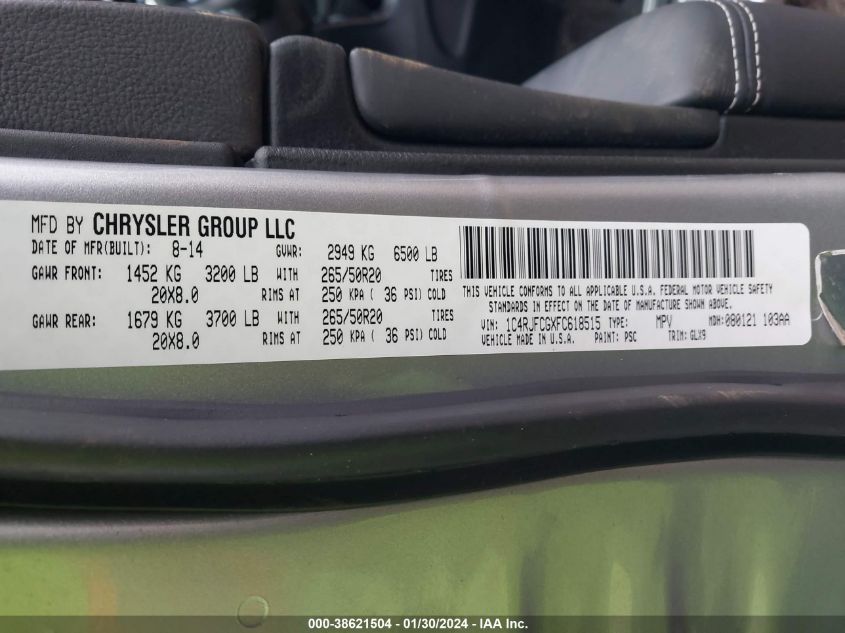 MFD BY CHRYSLER GROUP LLC
DATE OF MFR(BUILT): 8-14 GVWR: 2949 KG 6500 LB
GAWR FRONT: 1452 KG 3200 LB WITH 265/50R20 TIRES
20X8.0 RIMS AT 250 KPA ( 36 PSI) COLD
GAWR REAR: 1679 KG 3700 LB WITH 265/50R20 TIRES
20X8.0 RIMS AT 250 KPA ( 36 PSI) COLD
THIS VEHICLE CONFORMS TO ALL APPLICABLE U.S.A. FEDERAL MOTOR VEHICLE SAFETY
STANDARDS IN EFFECT ON THE DATE OF MANUFACTURE SHOWN ABOVE.
VIN: 1C4RJFCGXFC618515 TYPE: MPV MDH: 080121 103AA
VEHICLE MADE IN U.S.A. PAINT: PSC TRIM: GLX9
000-38621504 - 01/30/2024 - IAA Inc.